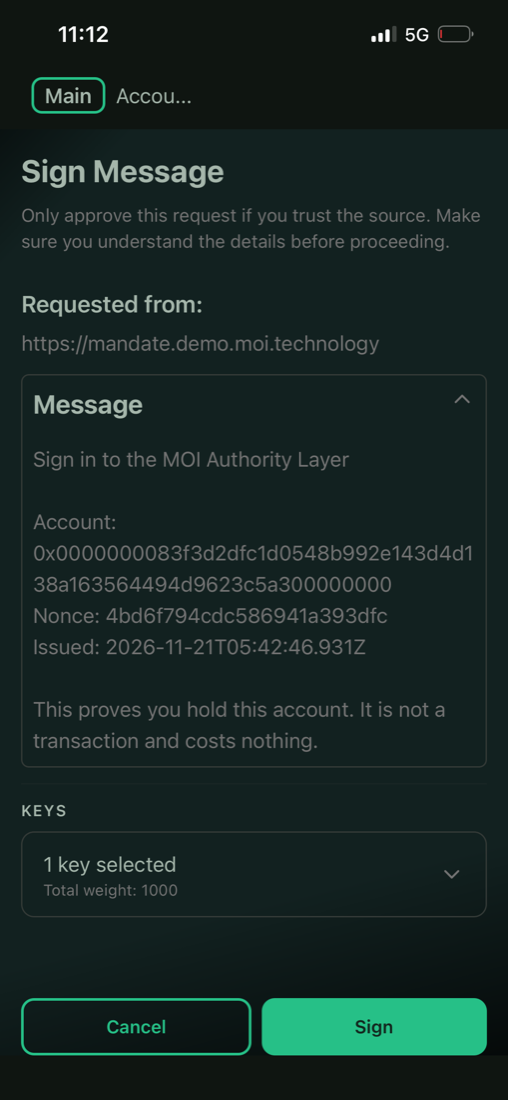 11:12
5G
Main Accou...
Sign Message
Only approve this request if you trust the source. Make
sure you understand the details before proceeding.
Requested from:
https://mandate.demo.moi.technology
Message
Sign in to the MOI Authority Layer
Account:
0x0000000083f3d2dfc1d0548b992e143d4d1
38a163564494d9623c5a300000000
Nonce: 4bd6f794cdc586941a393dfc
Issued: 2026-11-21T05:42:46.931Z
This proves you hold this account. It is not a
transaction and costs nothing.
KEYS
1 key selected
Total weight: 1000
Cancel
Sign